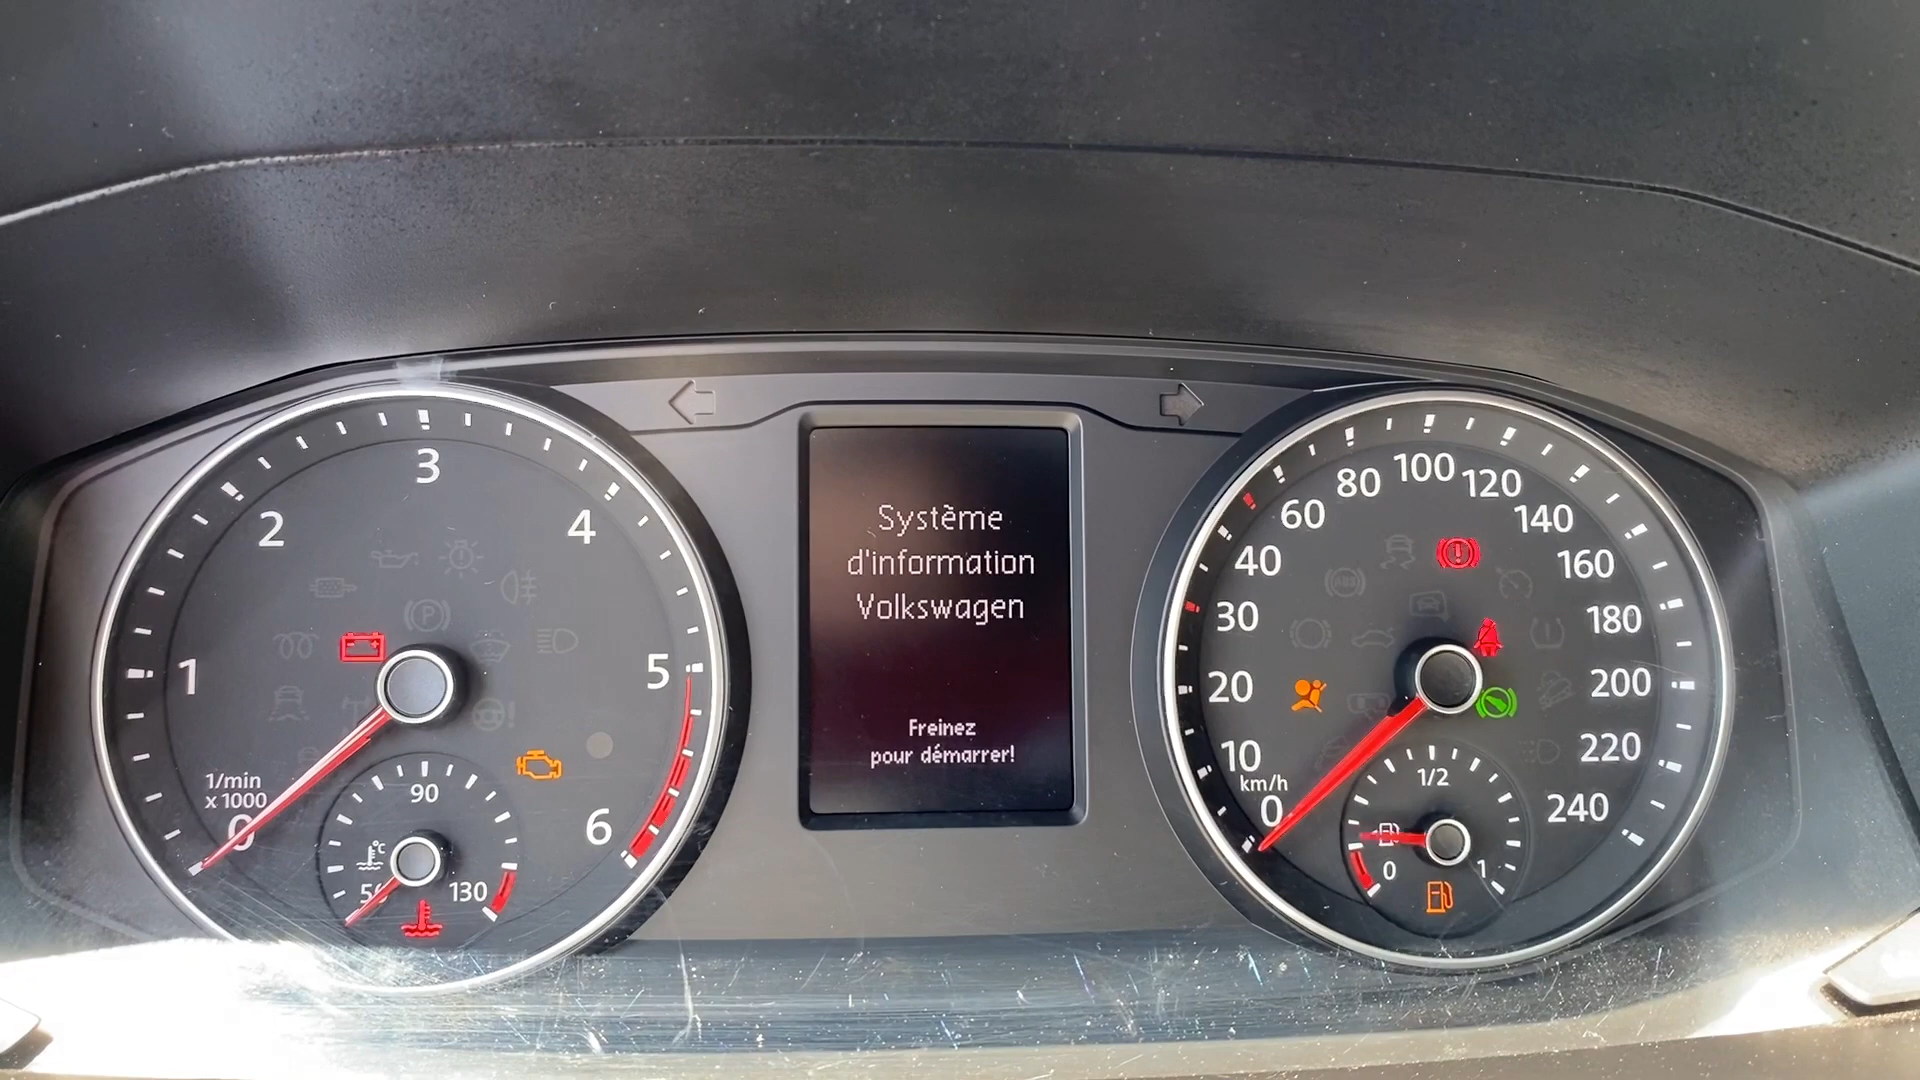 Système
d'information
Volkswagen
Freinez
pour démarrer!
0
1
2
3
4
5
6
1/min
x 1000
50
90
130
°C
0
10
20
30
40
60
80
100
120
140
160
180
200
220
240
km/h
0
1/2
1
ABS
P